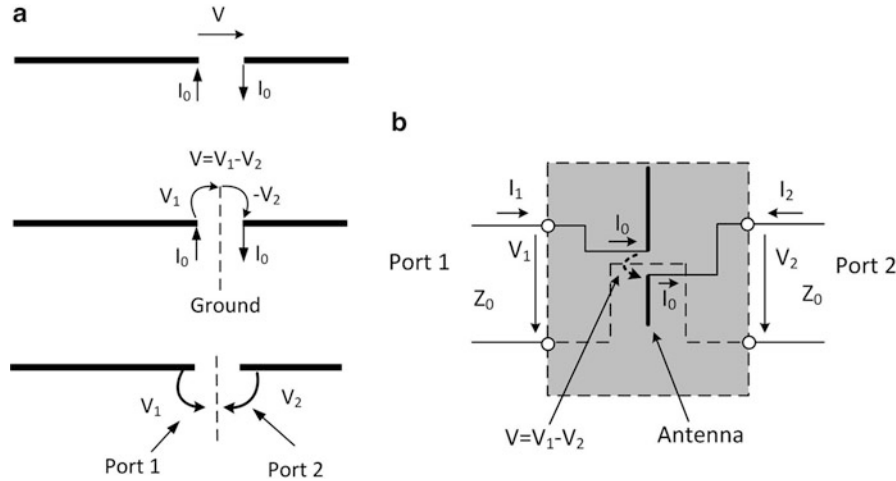 a
V
I₀
I₀
V=V₁-V₂
V₁
-V₂
I₀
I₀
Ground
V₁
V₂
Port 1
Port 2
b
I₁
I₂
I₀
V₁
V₂
Port 1
Port 2
Z₀
I₀
Z₀
V=V₁-V₂
Antenna